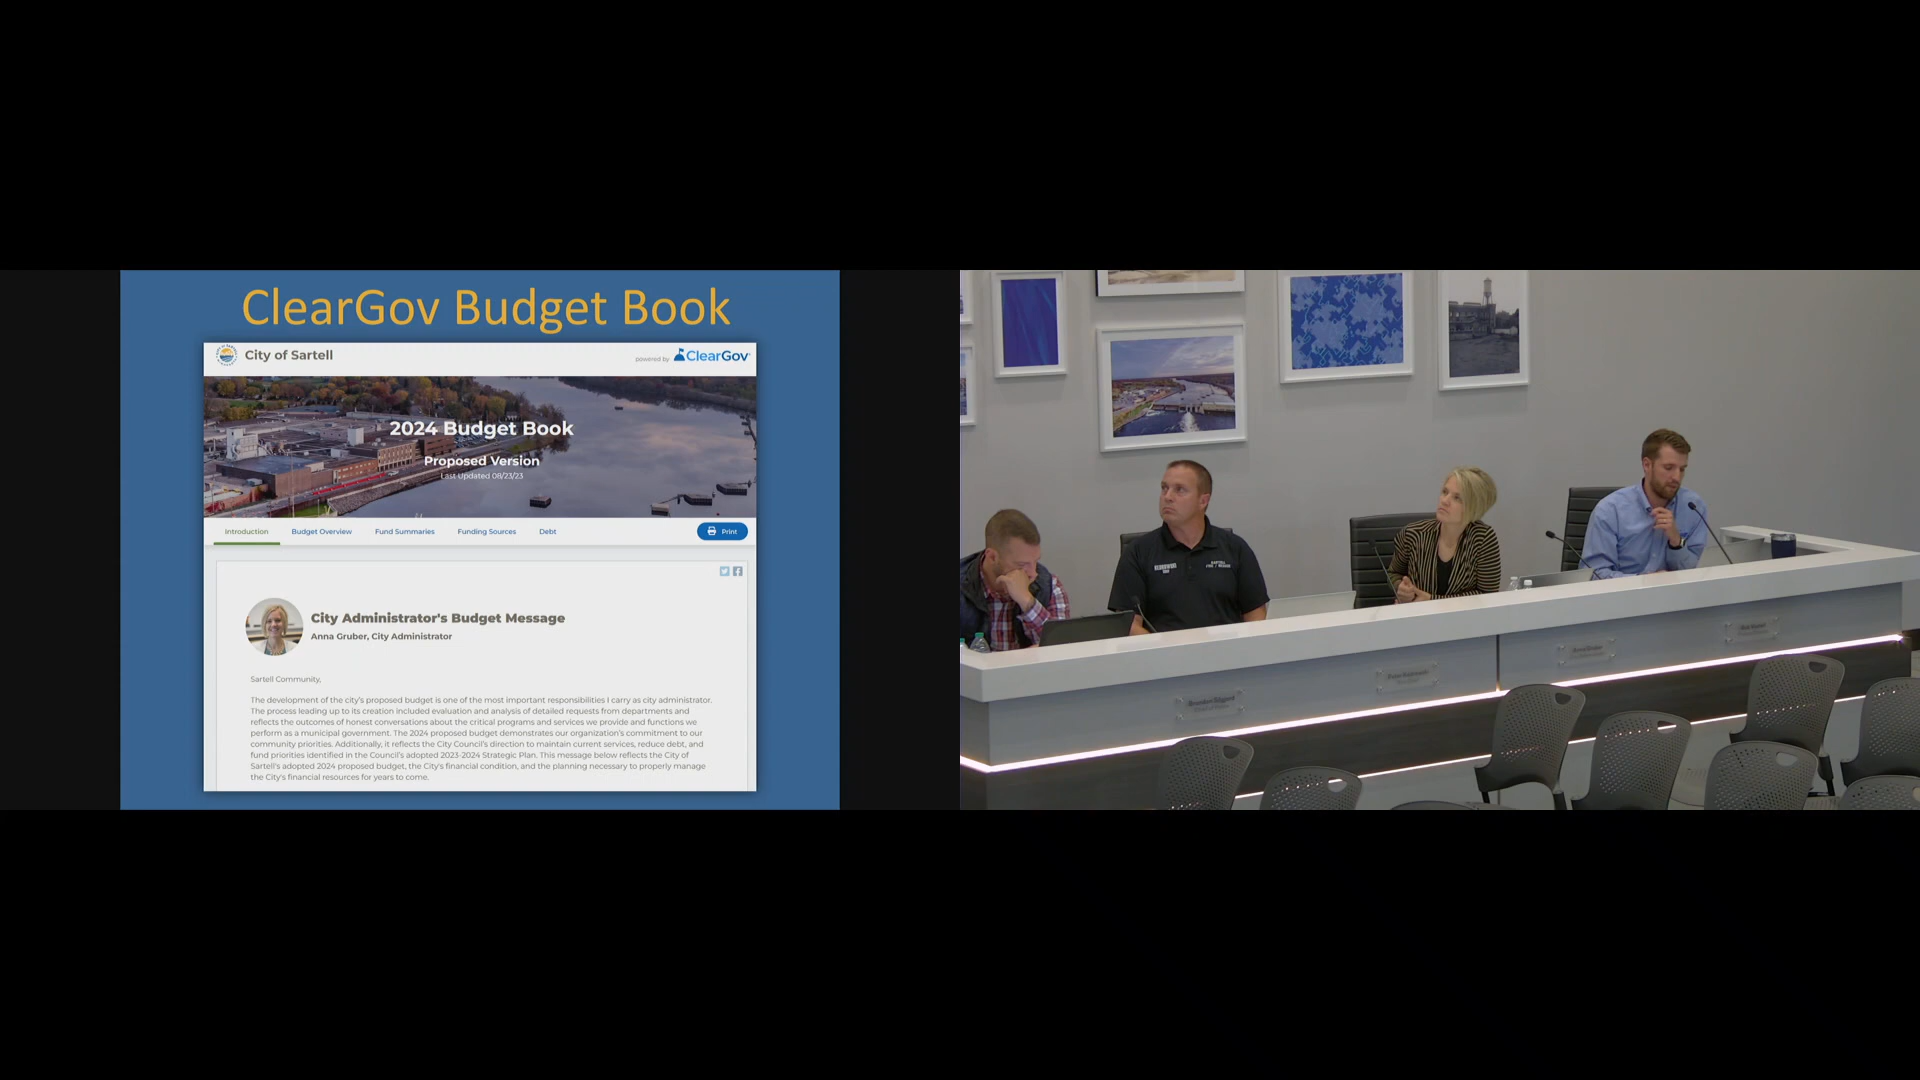 ClearGov Budget Book
City of Sartell
powered by ClearGov
2024 Budget Book
Proposed Version
Last Updated 08/23/23
Introduction Budget Overview Fund Summaries Funding Sources Debt Print
City Administrator's Budget Message
Anna Gruber, City Administrator
Sartell Community,
The development of the city's proposed budget is one of the most important responsibilities I carry as city administrator.
The process leading up to its creation included evaluation and analysis of detailed requests from departments and
reflects the outcomes of honest conversations about the critical programs and services we provide and functions we
perform as a municipal government. The 2024 proposed budget demonstrates our organization's commitment to our
community priorities. Additionally, it reflects the City Council's direction to maintain current services, reduce debt, and
fund priorities identified in the Council's adopted 2023-2024 Strategic Plan. This message below reflects the City of
Sartell's adopted 2024 proposed budget, the City's financial condition, and the planning necessary to properly manage
the City's financial resources for years to come.
SARTELL
FIRE / RESCUE